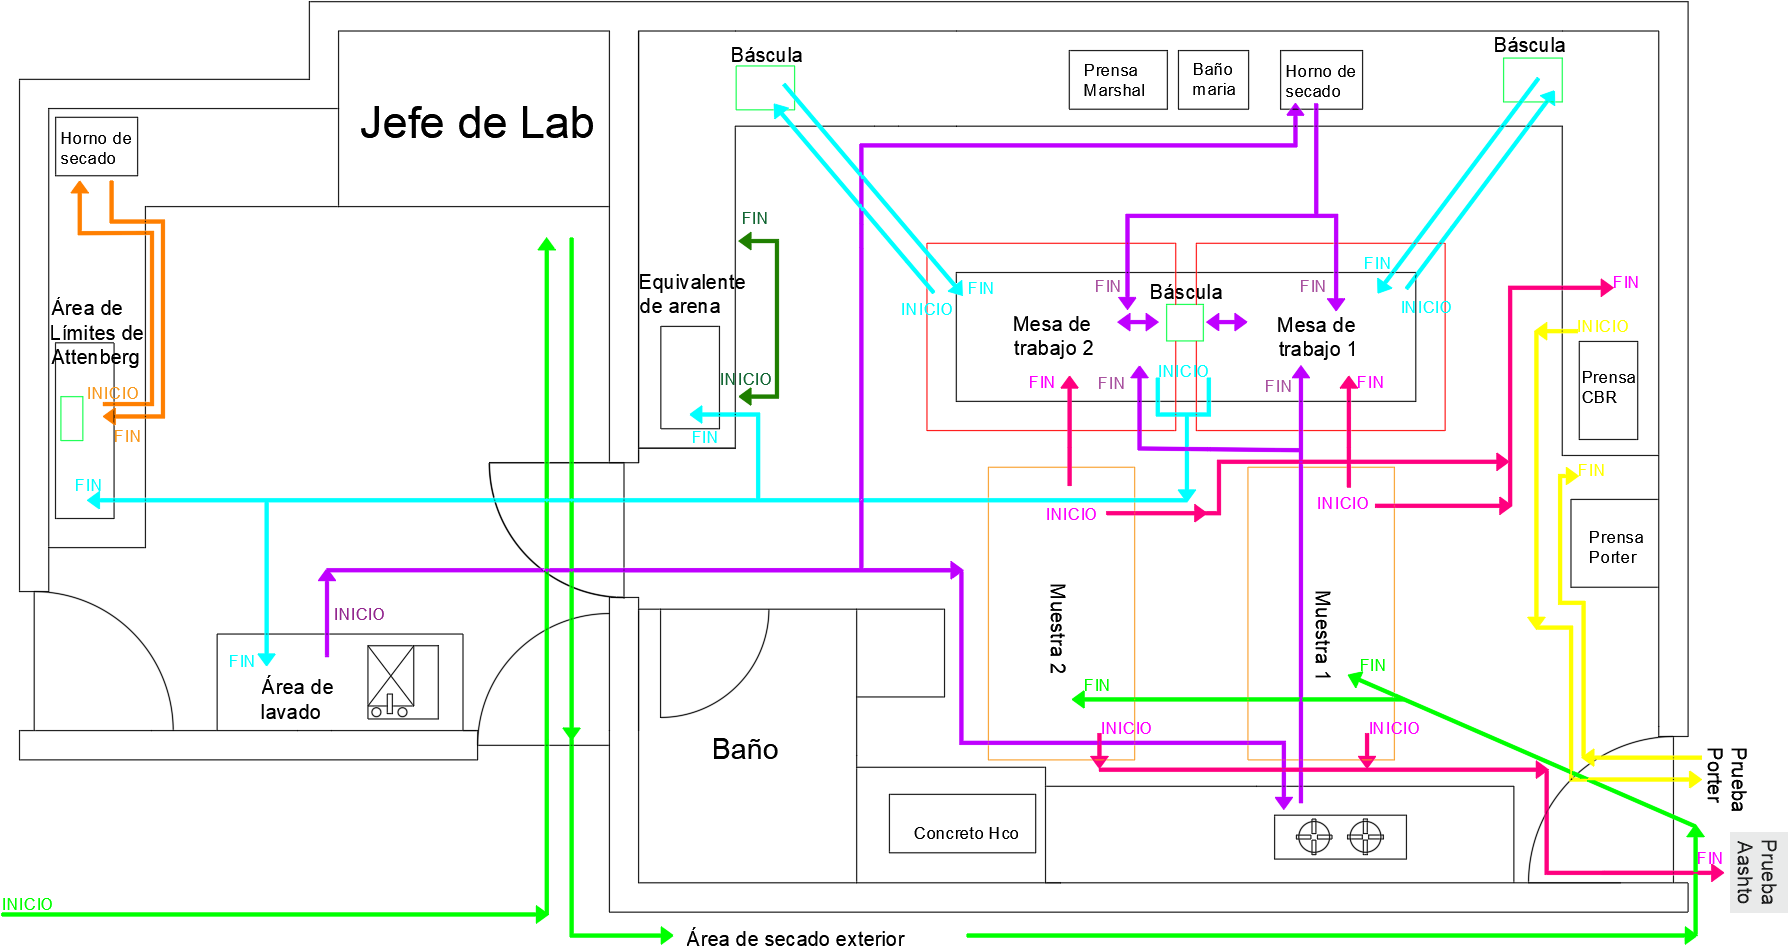 Báscula
Prensa
Marshal
Baño
maria
Horno de
secado
Báscula
Jefe de Lab
Horno de
secado
FIN
Equivalente
de arena
INICIO
FIN
FIN
Báscula
FIN
FIN
INICIO
FIN
Área de
Límites de
Attenberg
Mesa de
trabajo 2
Mesa de
trabajo 1
INICIO
INICIO
FIN
INICIO
FIN
FIN
INICIO
FIN
FIN
Prensa
CBR
FIN
FIN
FIN
FIN
INICIO
INICIO
Prensa
Porter
INICIO
Muestra 2
Muestra 1
FIN
Área de
lavado
FIN
FIN
INICIO
INICIO
Baño
Prueba
Porter
Concreto Hco
FIN
Prueba
Aashto
INICIO
Área de secado exterior